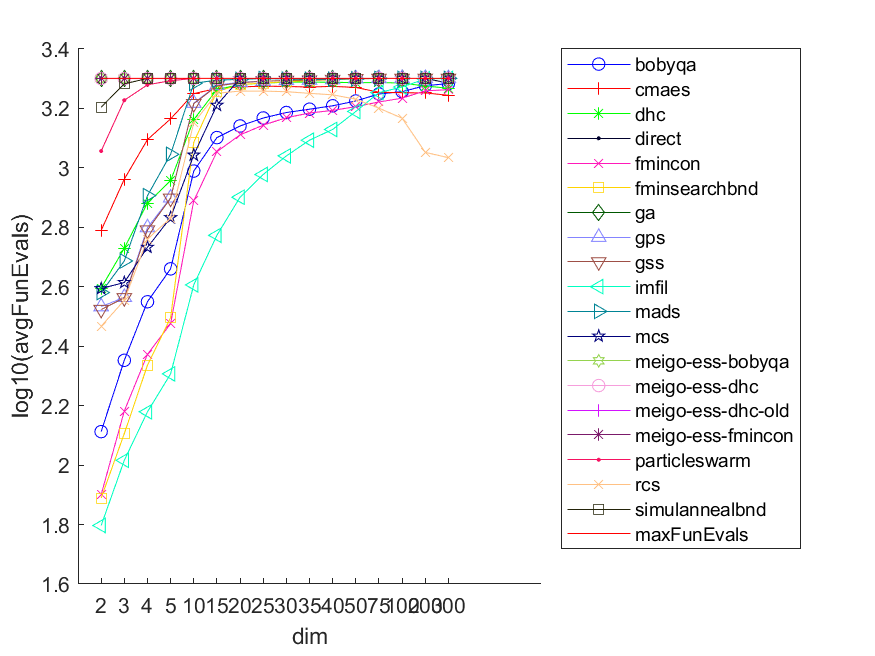 3.4
3.2
3
2.8
2.6
2.4
2.2
2
1.8
1.6
log10(avgFunEvals)
2 3 4 5 10 15 20 25 30 35 40 50 75 100 200 300
dim
bobyqa
cmaes
dhc
direct
fmincon
fminsearchbnd
ga
gps
gss
imfil
mads
mcs
meigo-ess-bobyqa
meigo-ess-dhc
meigo-ess-dhc-old
meigo-ess-fmincon
particleswarm
rcs
simulannealbnd
maxFunEvals